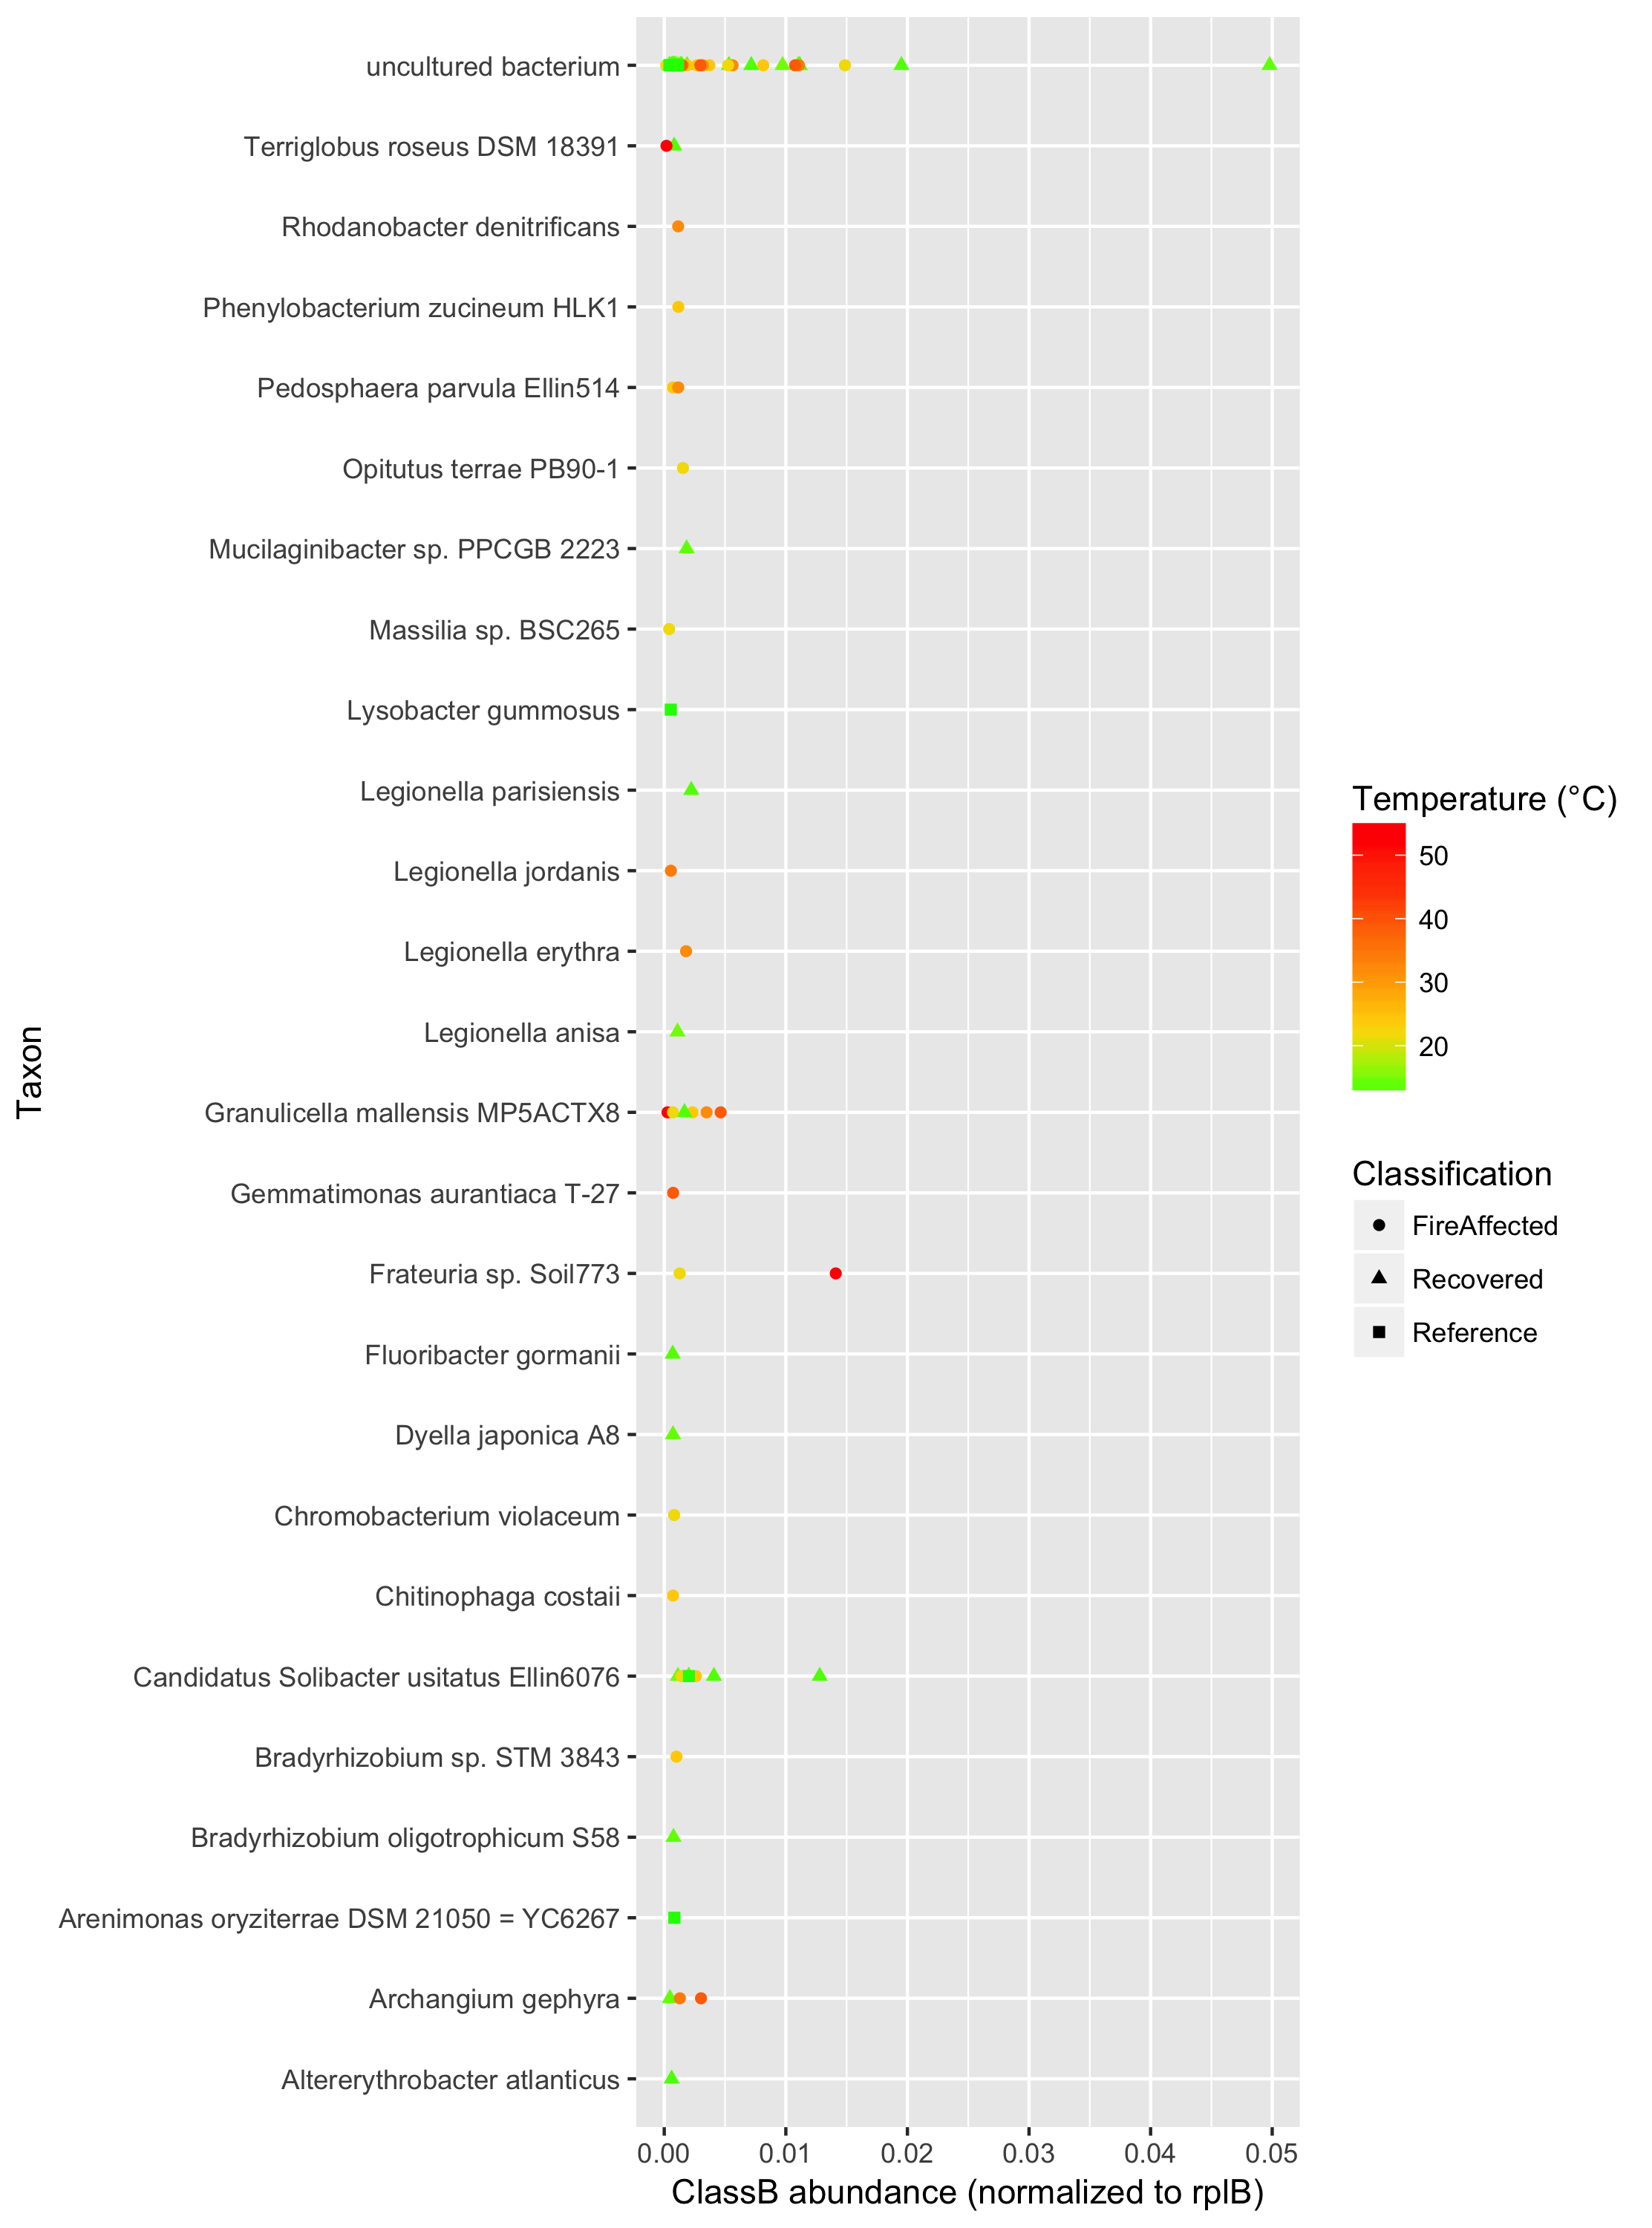 uncultured bacterium
Terriglobus roseus DSM 18391
Rhodanobacter denitrificans
Phenylobacterium zucineum HLK1
Pedosphaera parvula Ellin514
Opitutus terrae PB90-1
Mucilaginibacter sp. PPCGB 2223
Massilia sp. BSC265
Lysobacter gummosus
Legionella parisiensis
Legionella jordanis
Legionella erythra
Legionella anisa
Granulicella mallensis MP5ACTX8
Gemmatimonas aurantiaca T-27
Frateuria sp. Soil773
Fluoribacter gormanii
Dyella japonica A8
Chromobacterium violaceum
Chitinophaga costaii
Candidatus Solibacter usitatus Ellin6076
Bradyrhizobium sp. STM 3843
Bradyrhizobium oligotrophicum S58
Arenimonas oryziterrae DSM 21050 = YC6267
Archangium gephyra
Altererythrobacter atlanticus
Taxon
0.00 0.01 0.02 0.03 0.04 0.05
ClassB abundance (normalized to rplB)
Temperature (°C)
50
40
30
20
Classification
FireAffected
Recovered
Reference